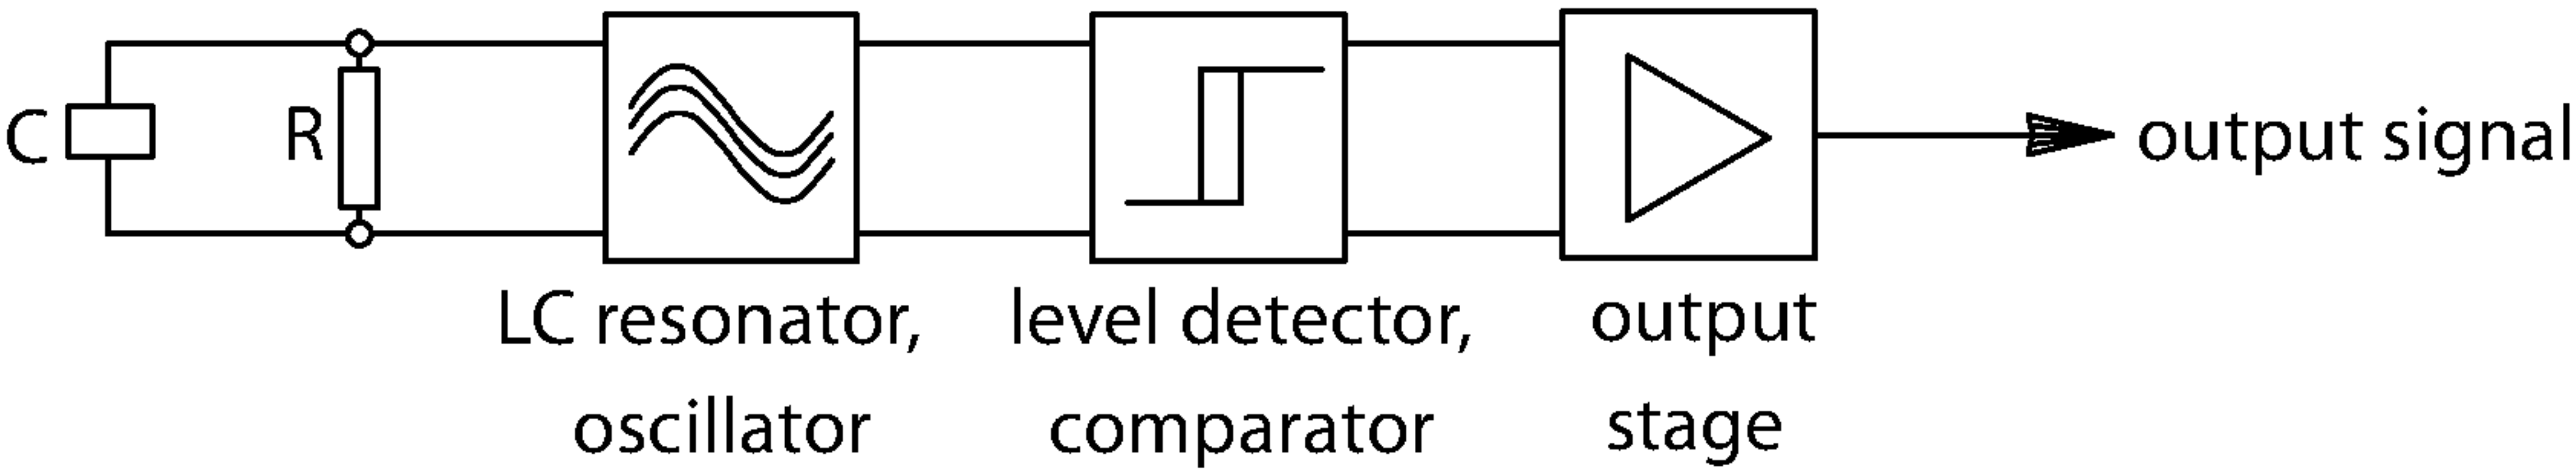 C
R
output signal
LC resonator,
oscillator
level detector,
comparator
output
stage